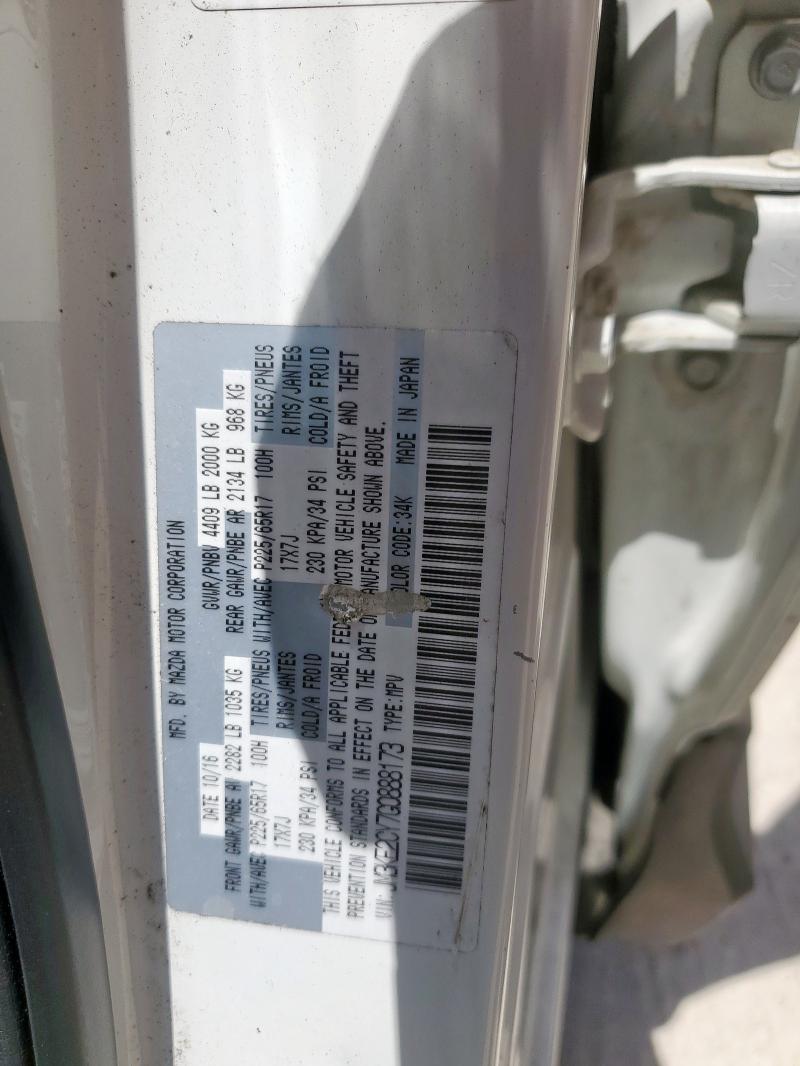 MFD. BY MAZDA MOTOR CORPORATION
DATE 10/16 GVWR/PNBV 4409 LB 2000 KG
FRONT GAWR/PNBE AV 2282 LB 1035 KG REAR GAWR/PNBE AR 2134 LB 968 KG
WITH/AVEC P225/65R17 100H TIRES/PNEUS WITH/AVEC P225/65R17 100H TIRES/PNEUS
17X7J RIMS/JANTES 17X7J RIMS/JANTES
230 KPA/34 PSI COLD/A FROID 230 KPA/34 PSI COLD/A FROID
THIS VEHICLE CONFORMS TO ALL APPLICABLE FED MOTOR VEHICLE SAFETY AND THEFT
PREVENTION STANDARDS IN EFFECT ON THE DATE OF MANUFACTURE SHOWN ABOVE.
VIN: JM3KE2CY7G0888173 TYPE:MPV OLOR CODE:34K MADE IN JAPAN